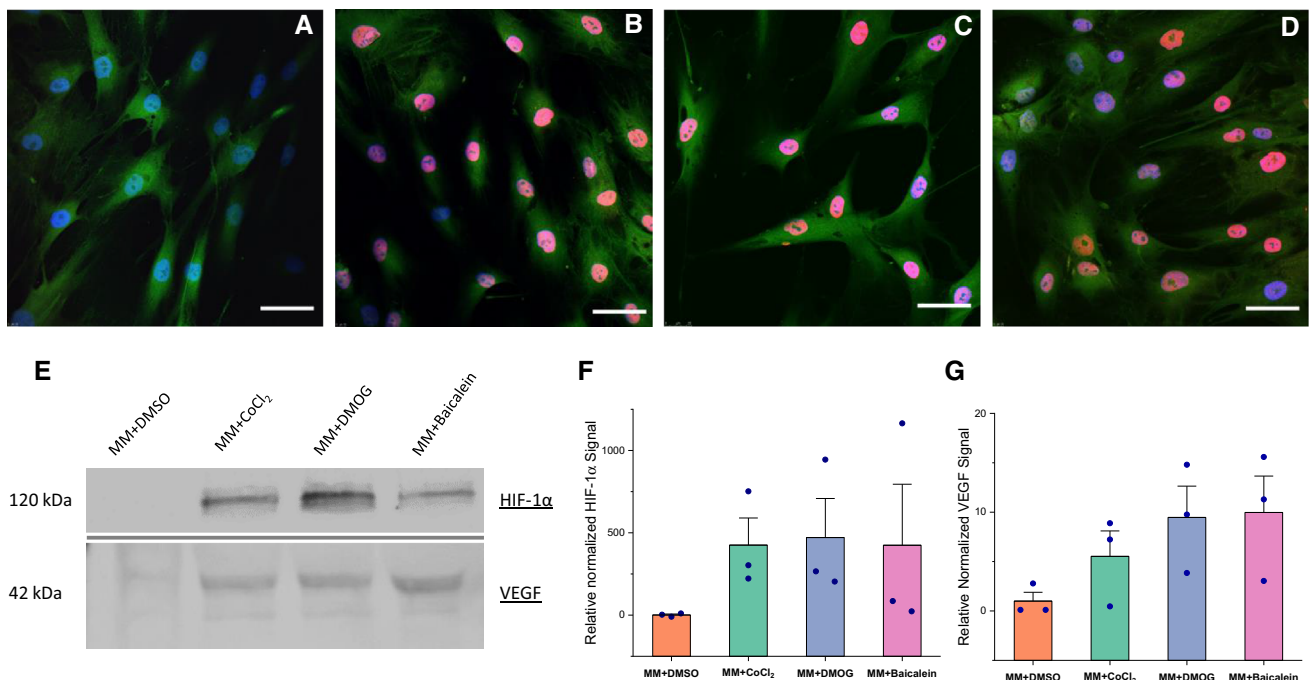 A
B
C
D
E
MM+DMSO
MM+CoCl₂
MM+DMOG
MM+Baicalein
120 kDa
HIF-1α
42 kDa
VEGF
F
Relative normalized HIF-1α Signal
1000
500
0
MM+DMSO
MM+CoCl₂
MM+DMOG
MM+Baicalein
G
Relative Normalized VEGF Signal
20
10
0
MM+DMSO
MM+CoCl₂
MM+DMOG
MM+Baicalein